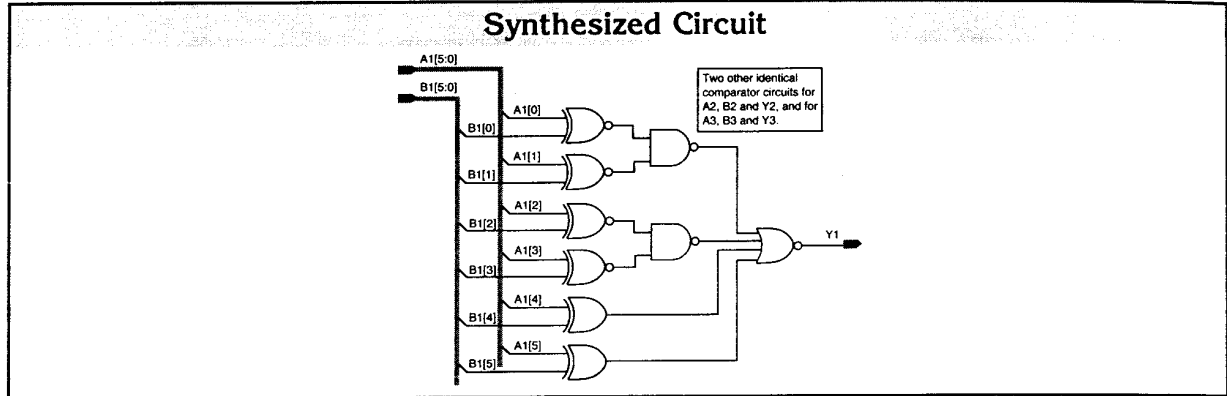 Synthesized Circuit
A1[5:0]
B1[5:0]
Two other identical
comparator circuits for
A2, B2 and Y2, and for
A3, B3 and Y3.
A1[0]
B1[0]
A1[1]
B1[1]
A1[2]
B1[2]
A1[3]
B1[3]
Y1
A1[4]
B1[4]
A1[5]
B1[5]